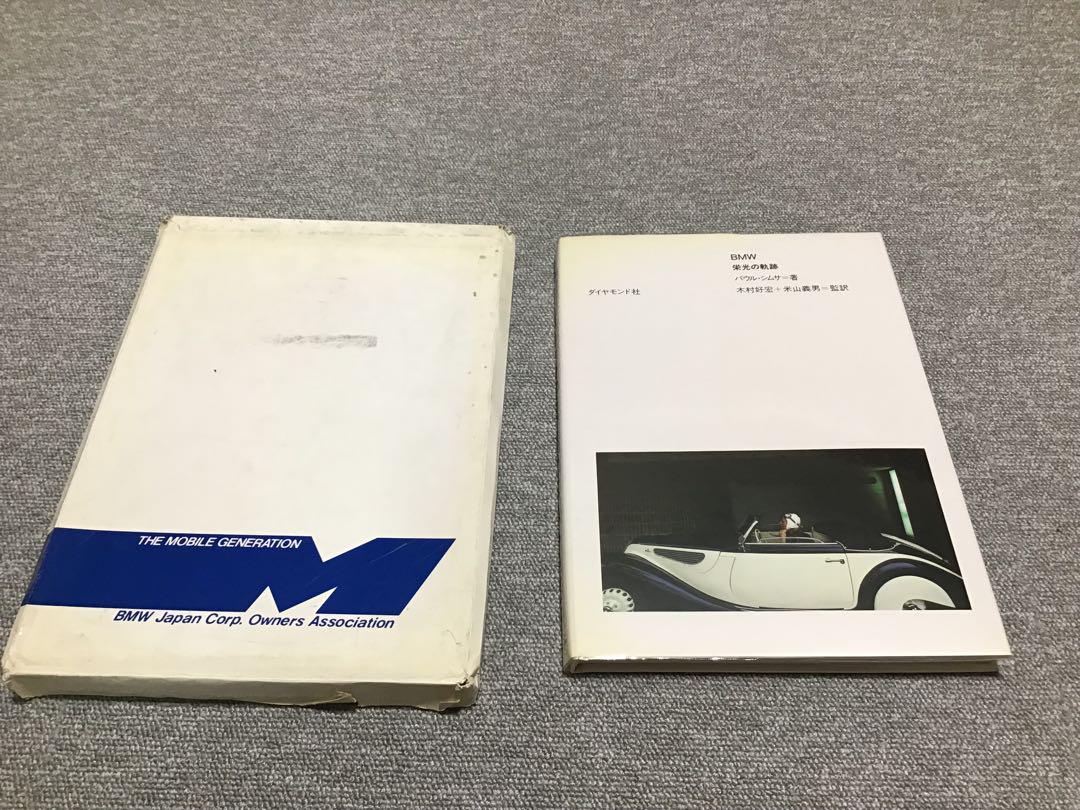 THE MOBILE GENERATION
BMW Japan Corp. Owners Association
BMW
栄光の軌跡
パウル・シムサ=著
ダイヤモンド社
木村好宏+米山義男=監訳